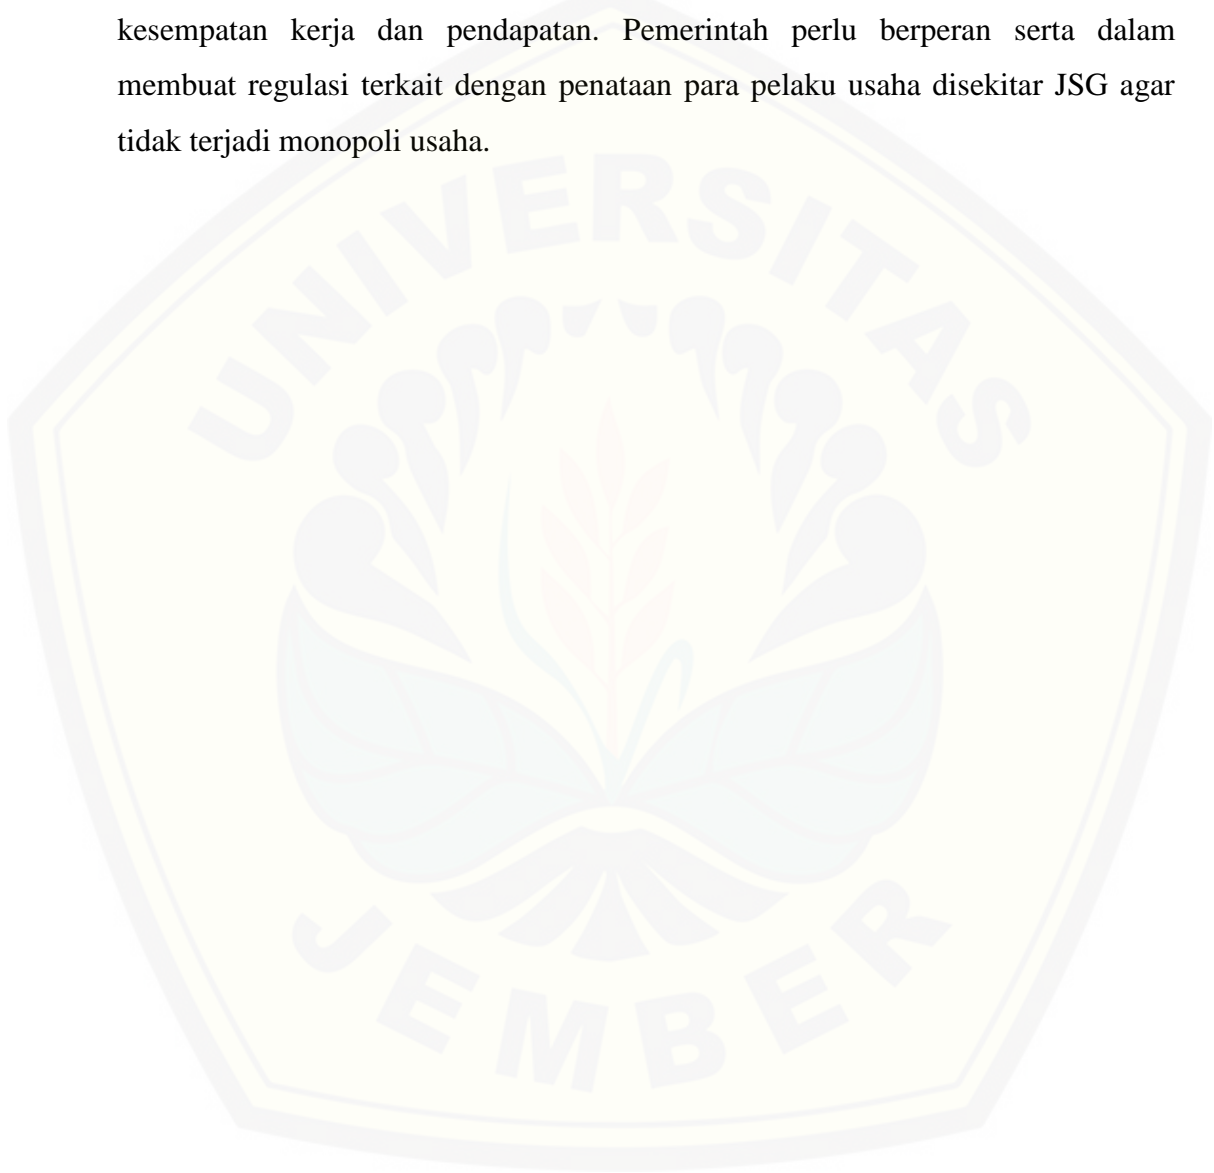 kesempatan kerja dan pendapatan. Pemerintah perlu berperan serta dalam
membuat regulasi terkait dengan penataan para pelaku usaha disekitar JSG agar
tidak terjadi monopoli usaha.
UNIVERSITAS
JEMBER